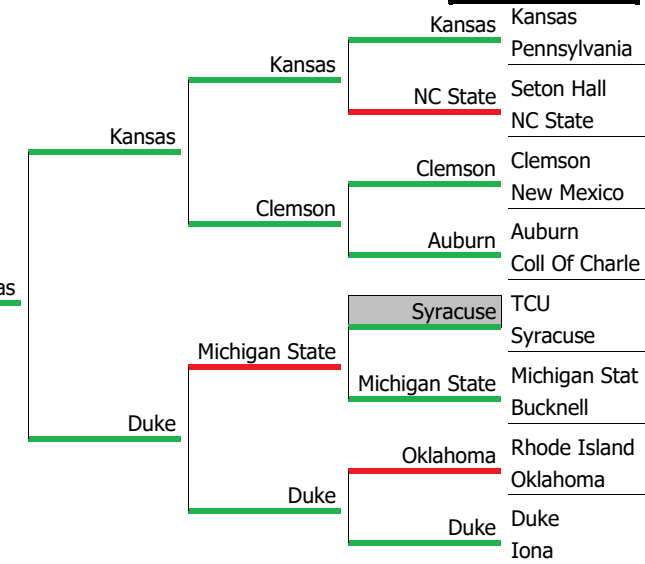 Kansas
Kansas
Pennsylvania
Kansas
NC State
Seton Hall
NC State
Kansas
Clemson
Clemson
New Mexico
Clemson
Auburn
Auburn
Coll Of Charle
as
Syracuse
TCU
Syracuse
Michigan State
Michigan State
Michigan Stat
Bucknell
Duke
Oklahoma
Rhode Island
Oklahoma
Duke
Duke
Duke
Iona